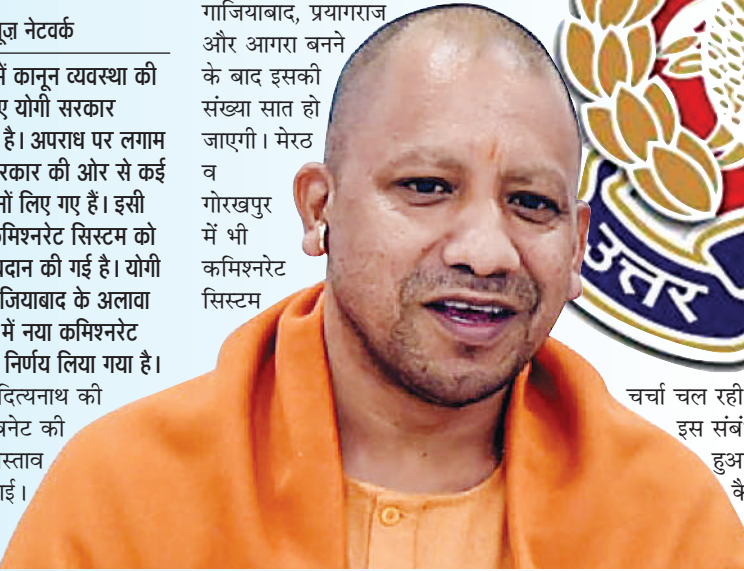 यूज नेटवर्क
में कानून व्यवस्था की
ए योगी सरकार
है। अपराध पर लगाम
रकार की ओर से कई
नों लिए गए हैं। इसी
मिश्नरेट सिस्टम को
दान की गई है। योगी
जियाबाद के अलावा
में नया कमिश्नरेट
निर्णय लिया गया है।
दित्यनाथ की
नेट की
स्ताव
ई।
गाजियाबाद, प्रयागराज
और आगरा बनने
के बाद इसकी
संख्या सात हो
जाएगी। मेरठ
व
गोरखपुर
में भी
कमिश्नरेट
सिस्टम
उत्तर
चर्चा चल रही
इस संबं
हुआ
कै